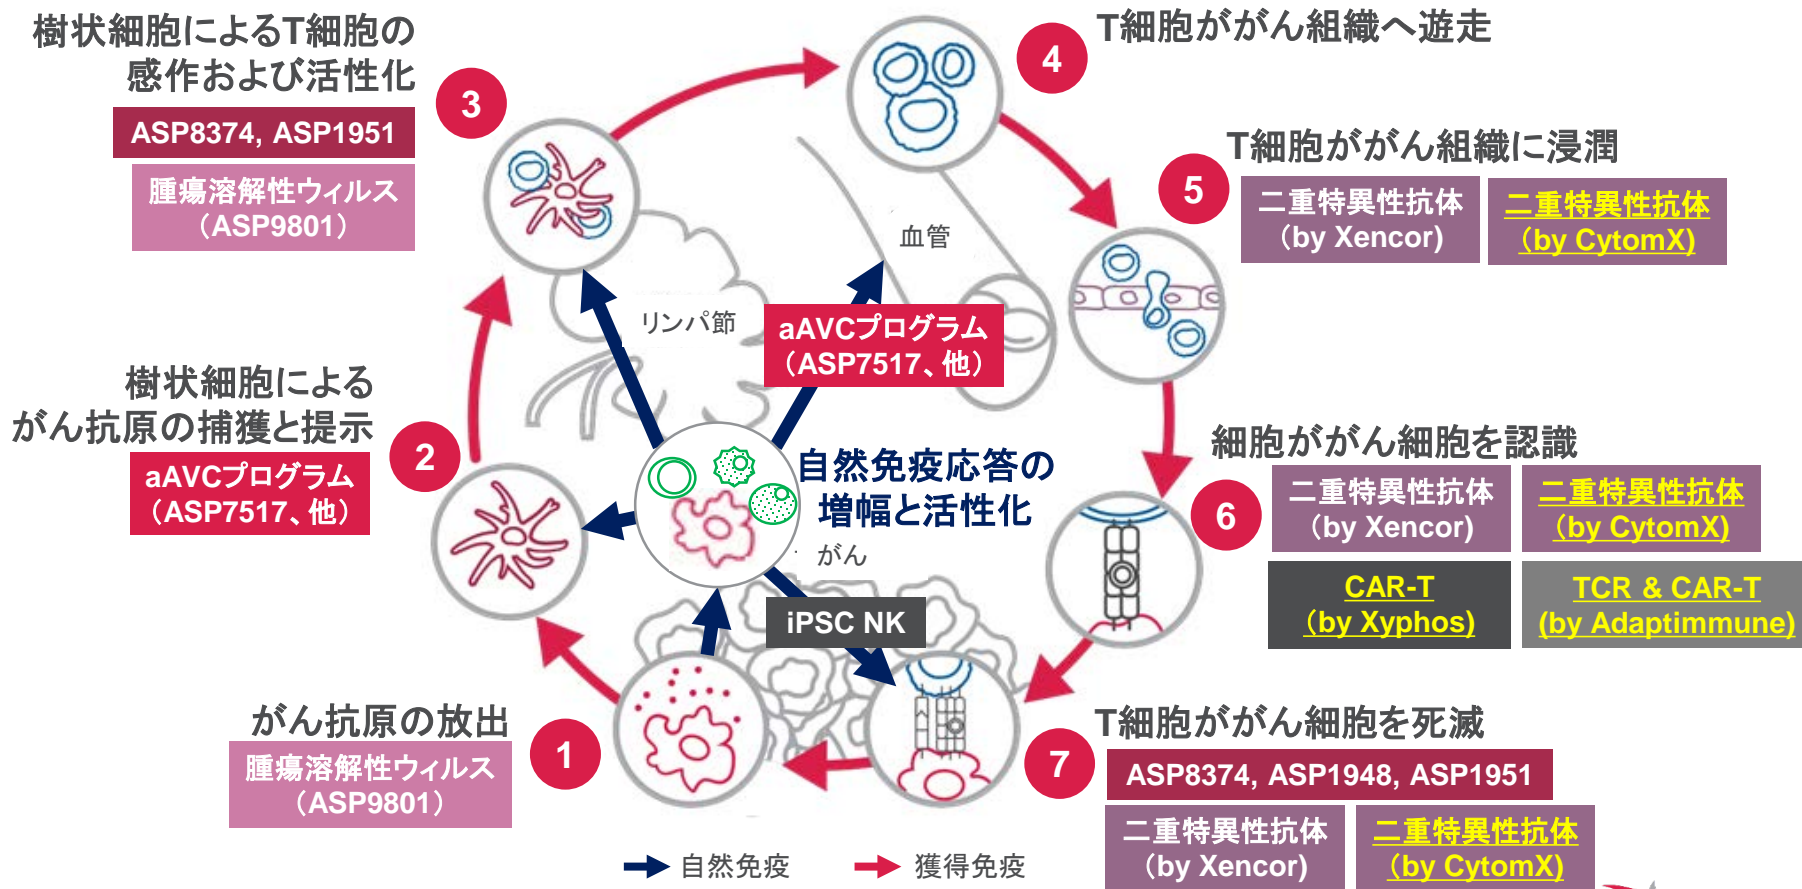 樹状細胞によるT細胞の
感作および活性化
3
ASP8374, ASP1951
腫瘍溶解性ウィルス
（ASP9801）
4
T細胞ががん組織へ遊走
T細胞ががん組織に浸潤
5
二重特異性抗体
（by Xencor)
二重特異性抗体
（by CytomX)
血管
リンパ節
aAVCプログラム
（ASP7517、他）
樹状細胞による
がん抗原の捕獲と提示
2
aAVCプログラム
（ASP7517、他）
自然免疫応答の
増幅と活性化
がん
細胞ががん細胞を認識
6
二重特異性抗体
（by Xencor)
二重特異性抗体
（by CytomX)
CAR-T
（by Xyphos)
TCR & CAR-T
(by Adaptimmune)
iPSC NK
がん抗原の放出
1
腫瘍溶解性ウィルス
（ASP9801）
T細胞ががん細胞を死滅
7
ASP8374, ASP1948, ASP1951
二重特異性抗体
（by Xencor)
二重特異性抗体
（by CytomX)
自然免疫
獲得免疫